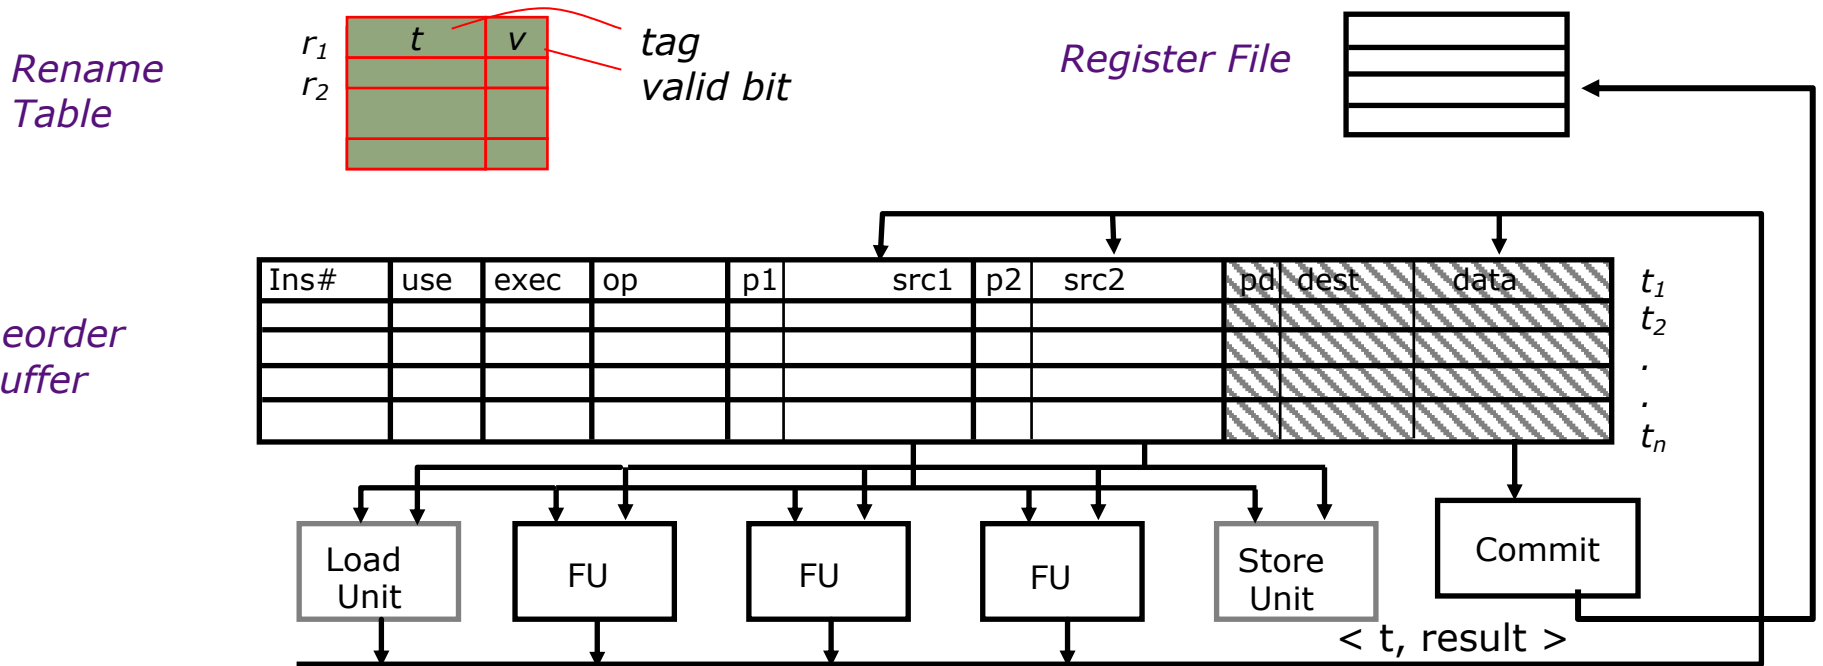 Rename
Table
r1
r2
t
v
tag
valid bit
Register File
eorder
uffer
Ins# use exec op p1 src1 p2 src2 pd dest data
t1
t2
.
.
tn
Load
Unit
FU
FU
FU
Store
Unit
Commit
< t, result >